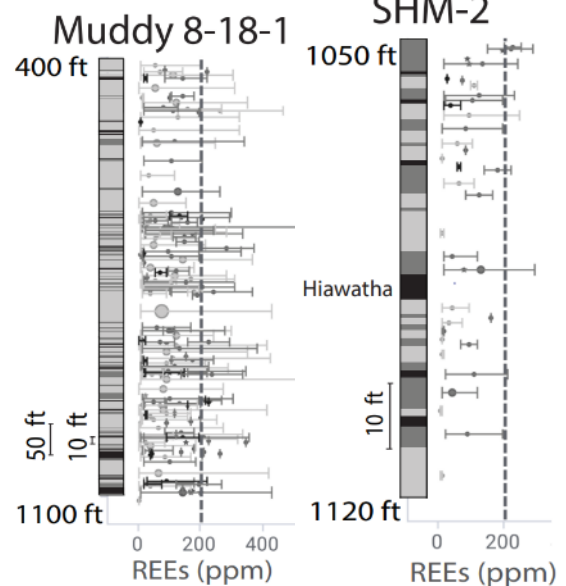 Muddy 8-18-1
400 ft
50 ft
10 ft
1100 ft
0 200 400
REEs (ppm)
SHM-2
1050 ft
Hiawatha
10 ft
1120 ft
0 200
REEs (ppm)